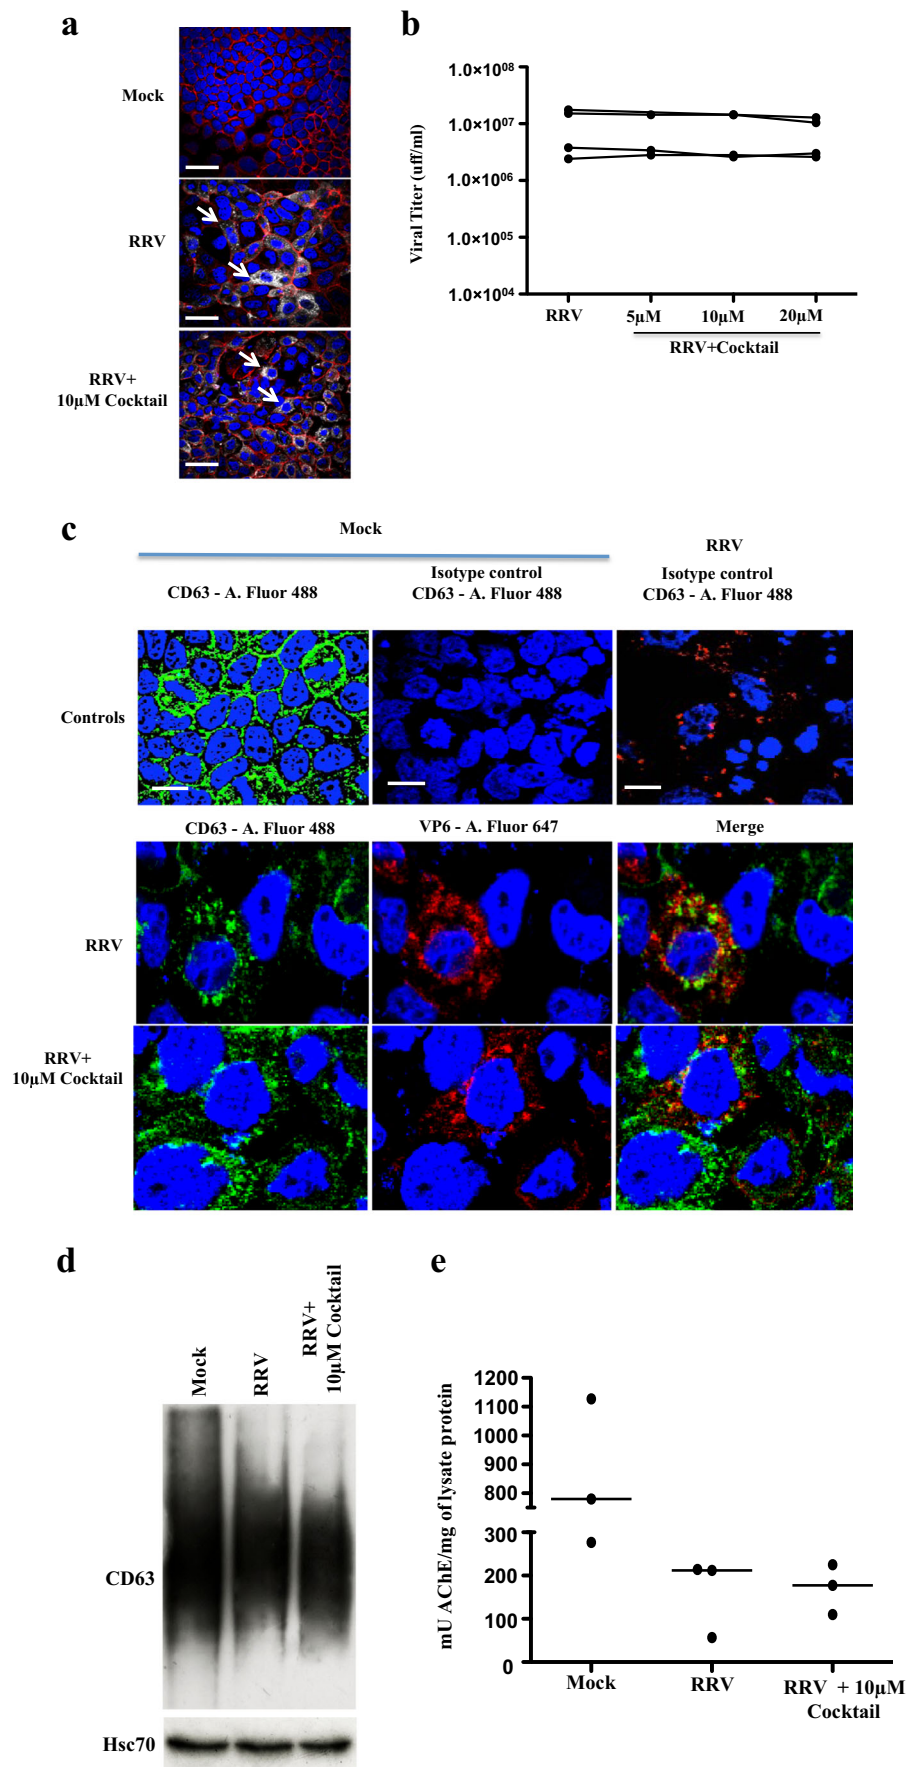 a
Mock
RRV
RRV+
10µM Cocktail
b
Viral Titer (uff/ml)
1.0×10⁰⁸
1.0×10⁰⁷
1.0×10⁰⁶
1.0×10⁰⁵
1.0×10⁰⁴
RRV
5µM
10µM
20µM
RRV+Cocktail
c
Mock
RRV
CD63 - A. Fluor 488
Isotype control
CD63 - A. Fluor 488
Isotype control
CD63 - A. Fluor 488
Controls
CD63 - A. Fluor 488
VP6 - A. Fluor 647
Merge
RRV
RRV+
10µM Cocktail
d
Mock
RRV
RRV+
10µM Cocktail
CD63
Hsc70
e
mU AChE/mg of lysate protein
1200
1100
1000
900
800
300
200
100
0
Mock
RRV
RRV + 10µM
Cocktail